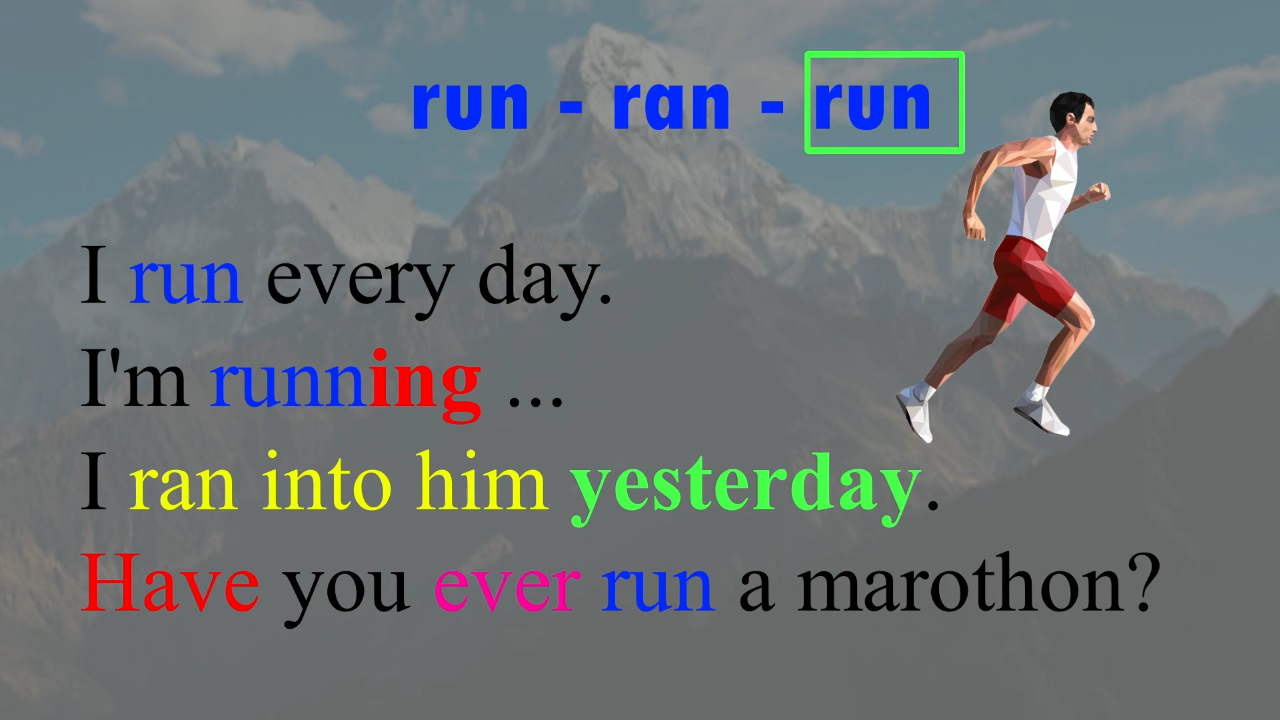 run - ran - run
I run every day.
I'm running ...
I ran into him yesterday.
Have you ever run a marothon?